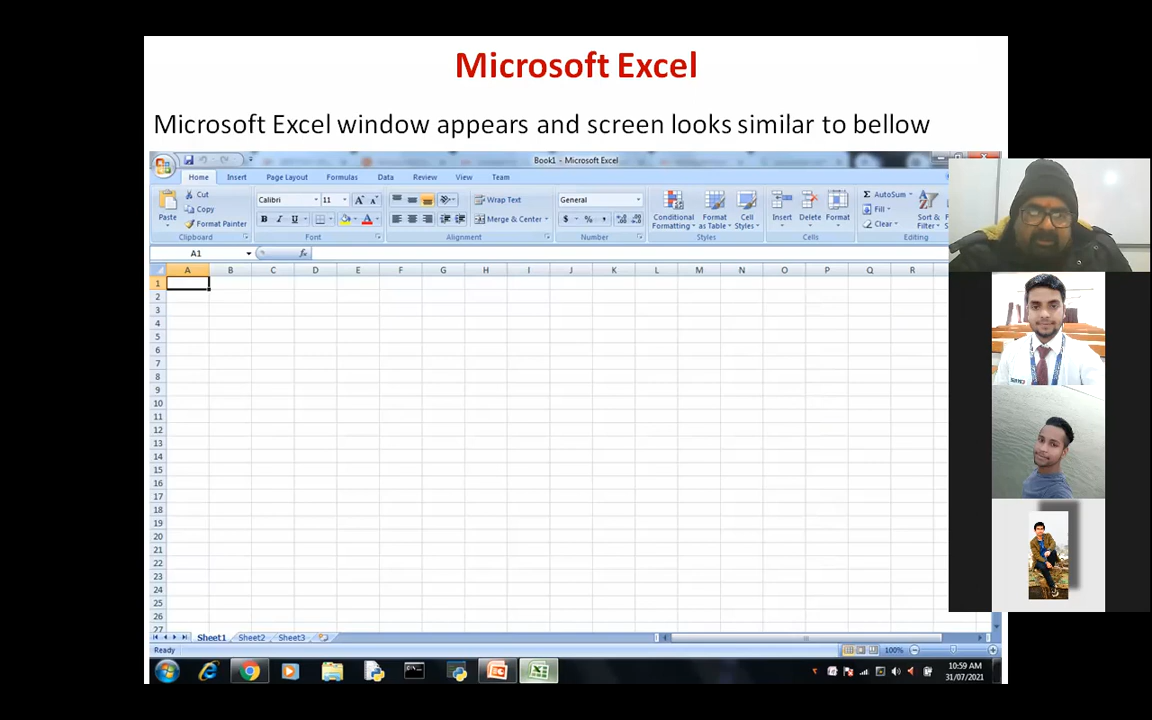 Microsoft Excel
Microsoft Excel window appears and screen looks similar to bellow
Book1 - Microsoft Excel
Home Insert Page Layout Formulas Data Review View Team
Cut Calibri 11 Wrap Text General AutoSum
Paste Copy Fill
Format Painter B I U A Merge & Center $ % , Conditional Formatting Format as Table Cell Styles Insert Delete Format Clear Sort & Filter
Clipboard Font Alignment Number Styles Cells Editing
A1 fx
A B C D E F G H I J K L M N O P Q R
1
2
3
4
5
6
7
8
9
10
11
12
13
14
15
16
17
18
19
20
21
22
23
24
25
26
27
Sheet1 Sheet2 Sheet3
Ready 100%
10:59 AM
31/07/2021